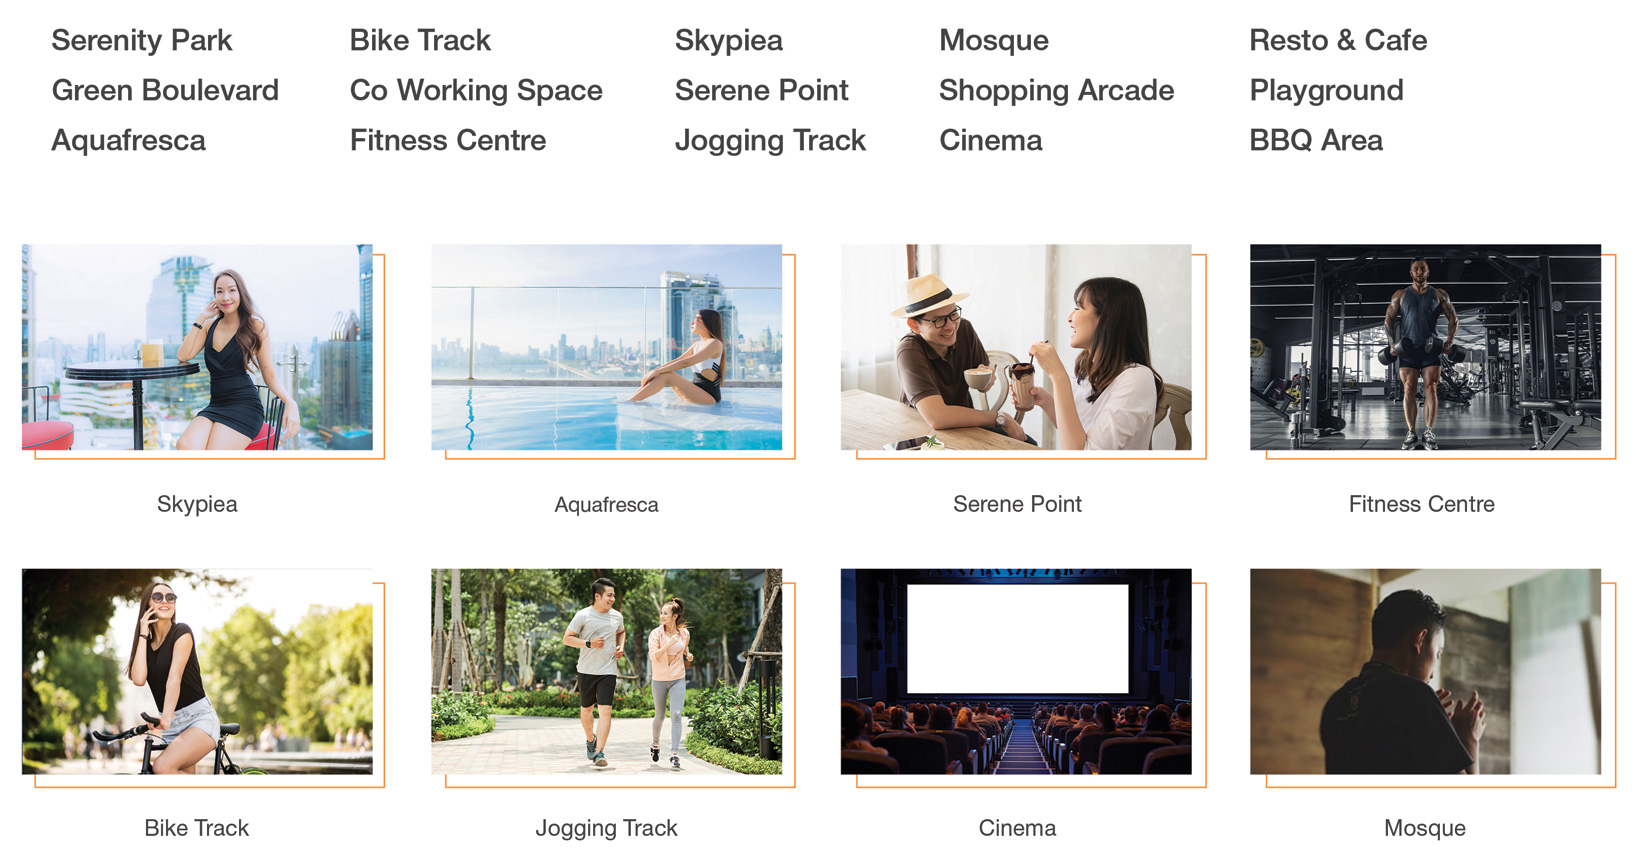 Serenity Park
Green Boulevard
Aquafresca
Bike Track
Co Working Space
Fitness Centre
Skypiea
Serene Point
Jogging Track
Mosque
Shopping Arcade
Cinema
Resto & Cafe
Playground
BBQ Area
Skypiea
Aquafresca
Serene Point
Fitness Centre
Bike Track
Jogging Track
Cinema
Mosque